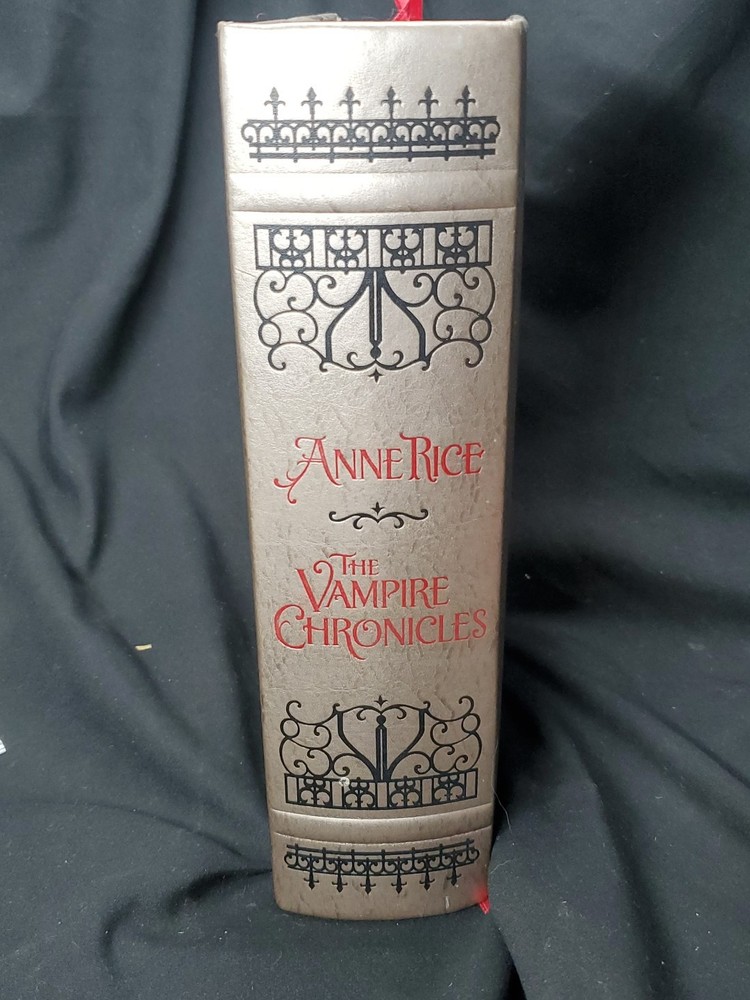 Anne Rice
The
Vampire
Chronicles